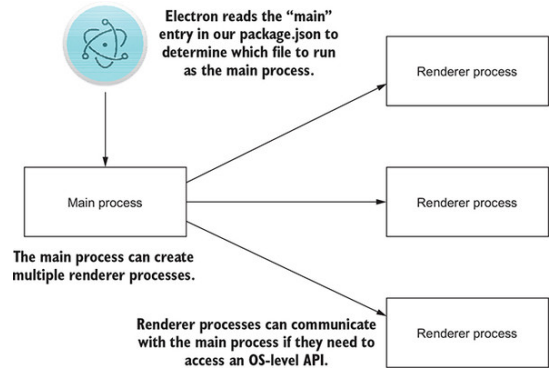 Electron reads the “main”
entry in our package.json to
determine which file to run
as the main process.
Renderer process
Main process
Renderer process
The main process can create
multiple renderer processes.
Renderer processes can communicate
with the main process if they need to
access an OS-level API.
Renderer process